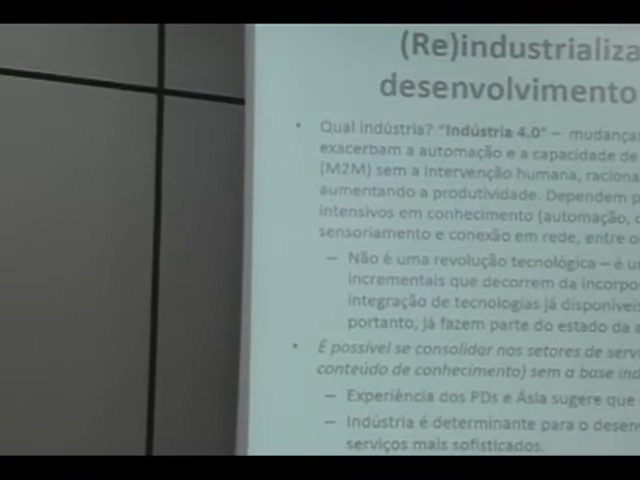 (Re)industrializa
desenvolvimento
• Qual indústria? "Indústria 4.0" – mudanças
exacerbam a automação e a capacidade de
(M2M) sem a intervenção humana, raciona
aumentando a produtividade. Dependem p
intensivos em conhecimento (automação, c
sensoriamento e conexão em rede, entre o
– Não é uma revolução tecnológica – é u
incrementais que decorrem da incorpo
integração de tecnologias já disponíveis
portanto, já fazem parte do estado da a
• É possível se consolidar nos setores de servi
conteúdo de conhecimento) sem a base ind
– Experiência dos PDs e Ásia sugere que
– Indústria é determinante para o desen
serviços mais sofisticados